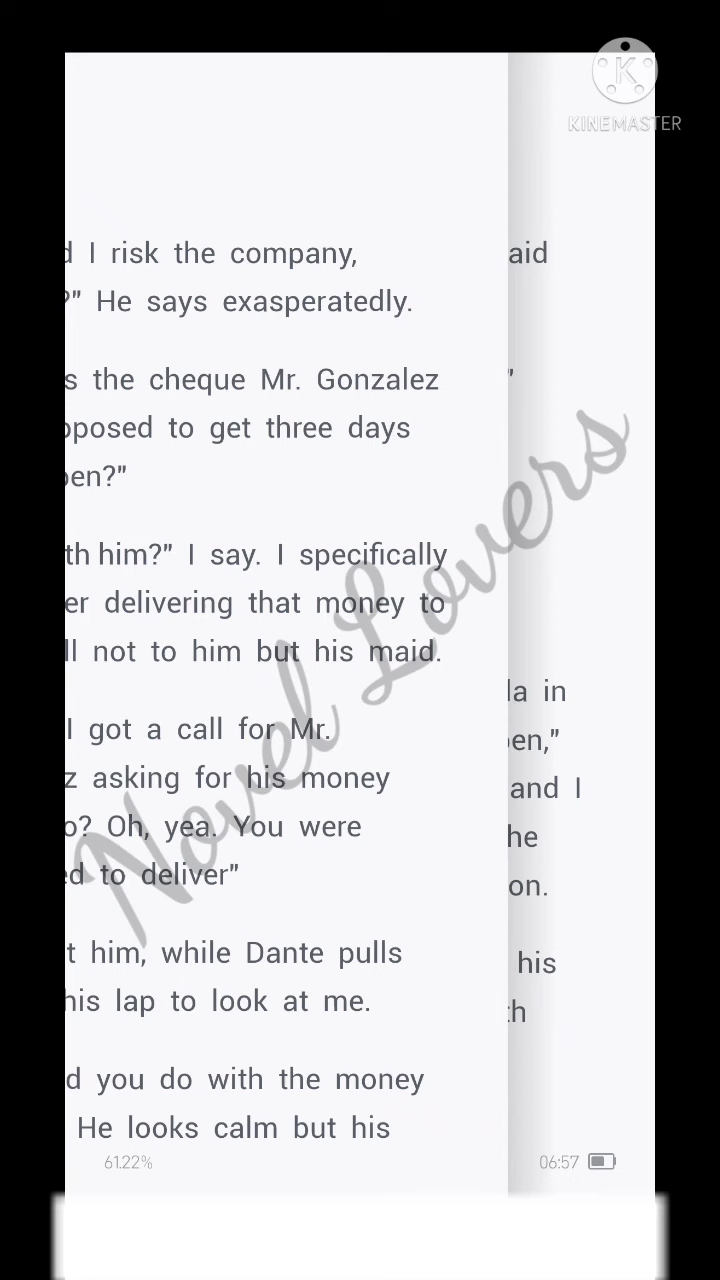 KINEMASTER
I risk the company,
?" He says exasperatedly.
s the cheque Mr. Gonzalez
pposed to get three days
pen?"
th him?" I say. I specifically
er delivering that money to
ll not to him but his maid.
I got a call for Mr.
z asking for his money
o? Oh, yea. You were
ed to deliver"
t him, while Dante pulls
his lap to look at me.
d you do with the money
He looks calm but his
aid
"
la in
pen,"
and I
he
on.
his
th
Novel Lovers
61.22%
06:57